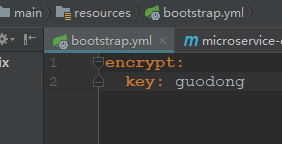 main resources bootstrap.yml
bootstrap.yml microservice-
ix
1 encrypt:
2 key: guodong